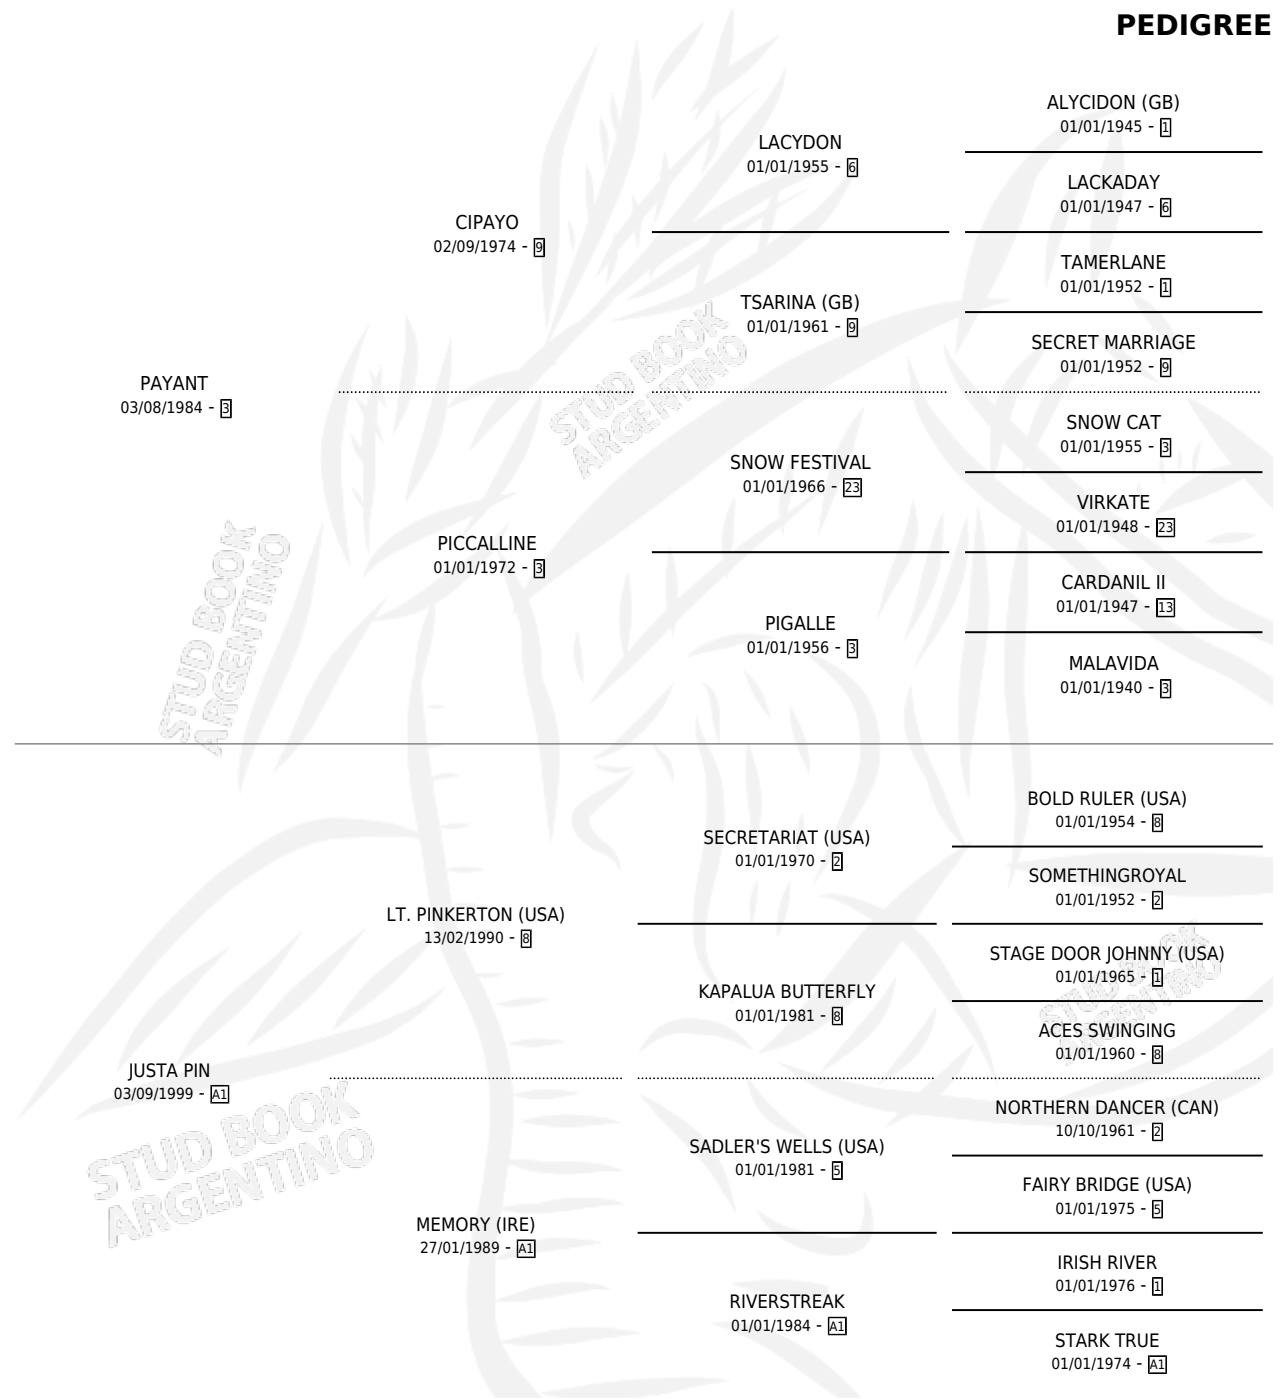 PEDIGREE
ALYCIDON (GB)
01/01/1945 - 1
LACYDON
01/01/1955 - 6
LACKADAY
01/01/1947 - 6
CIPAYO
02/09/1974 - 9
TAMERLANE
01/01/1952 - 1
TSARINA (GB)
01/01/1961 - 9
SECRET MARRIAGE
01/01/1952 - 9
PAYANT
03/08/1984 - 3
STUD BOOK
ARGENTINO
SNOW CAT
01/01/1955 - 3
SNOW FESTIVAL
01/01/1966 - 23
VIRKATE
01/01/1948 - 23
PICCALLINE
01/01/1972 - 3
CARDANIL II
01/01/1947 - 13
PIGALLE
01/01/1956 - 3
MALAVIDA
01/01/1940 - 3
STUD BOOK
ARGENTINO
BOLD RULER (USA)
01/01/1954 - 8
SECRETARIAT (USA)
01/01/1970 - 2
SOMETHINGROYAL
01/01/1952 - 2
LT. PINKERTON (USA)
13/02/1990 - 8
STAGE DOOR JOHNNY (USA)
01/01/1965 - 1
KAPALUA BUTTERFLY
01/01/1981 - 8
ACES SWINGING
01/01/1960 - 8
STUD BOOK
ARGENTINO
JUSTA PIN
03/09/1999 - A1
NORTHERN DANCER (CAN)
10/10/1961 - 2
SADLER'S WELLS (USA)
01/01/1981 - 5
FAIRY BRIDGE (USA)
01/01/1975 - 5
STUD BOOK
ARGENTINO
MEMORY (IRE)
27/01/1989 - A1
IRISH RIVER
01/01/1976 - 1
RIVERSTREAK
01/01/1984 - A1
STARK TRUE
01/01/1974 - A1